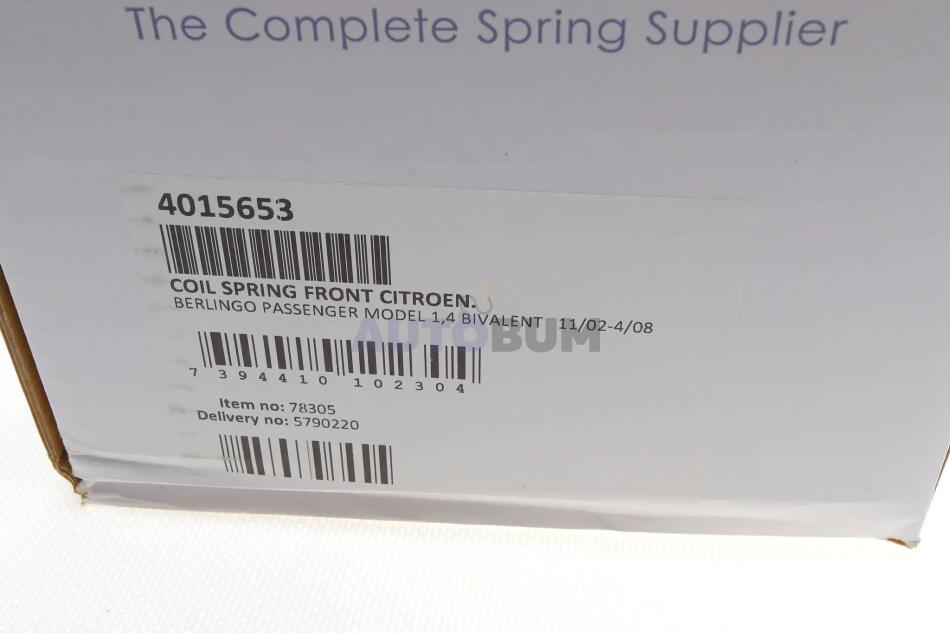 The Complete Spring Supplier
4015653
COIL SPRING FRONT CITROEN.
BERLINGO PASSENGER MODEL 1,4 BIVALENT 11/02-4/08
AUTOBUM
7 394410 102304
Item no: 78305
Delivery no: 5790220